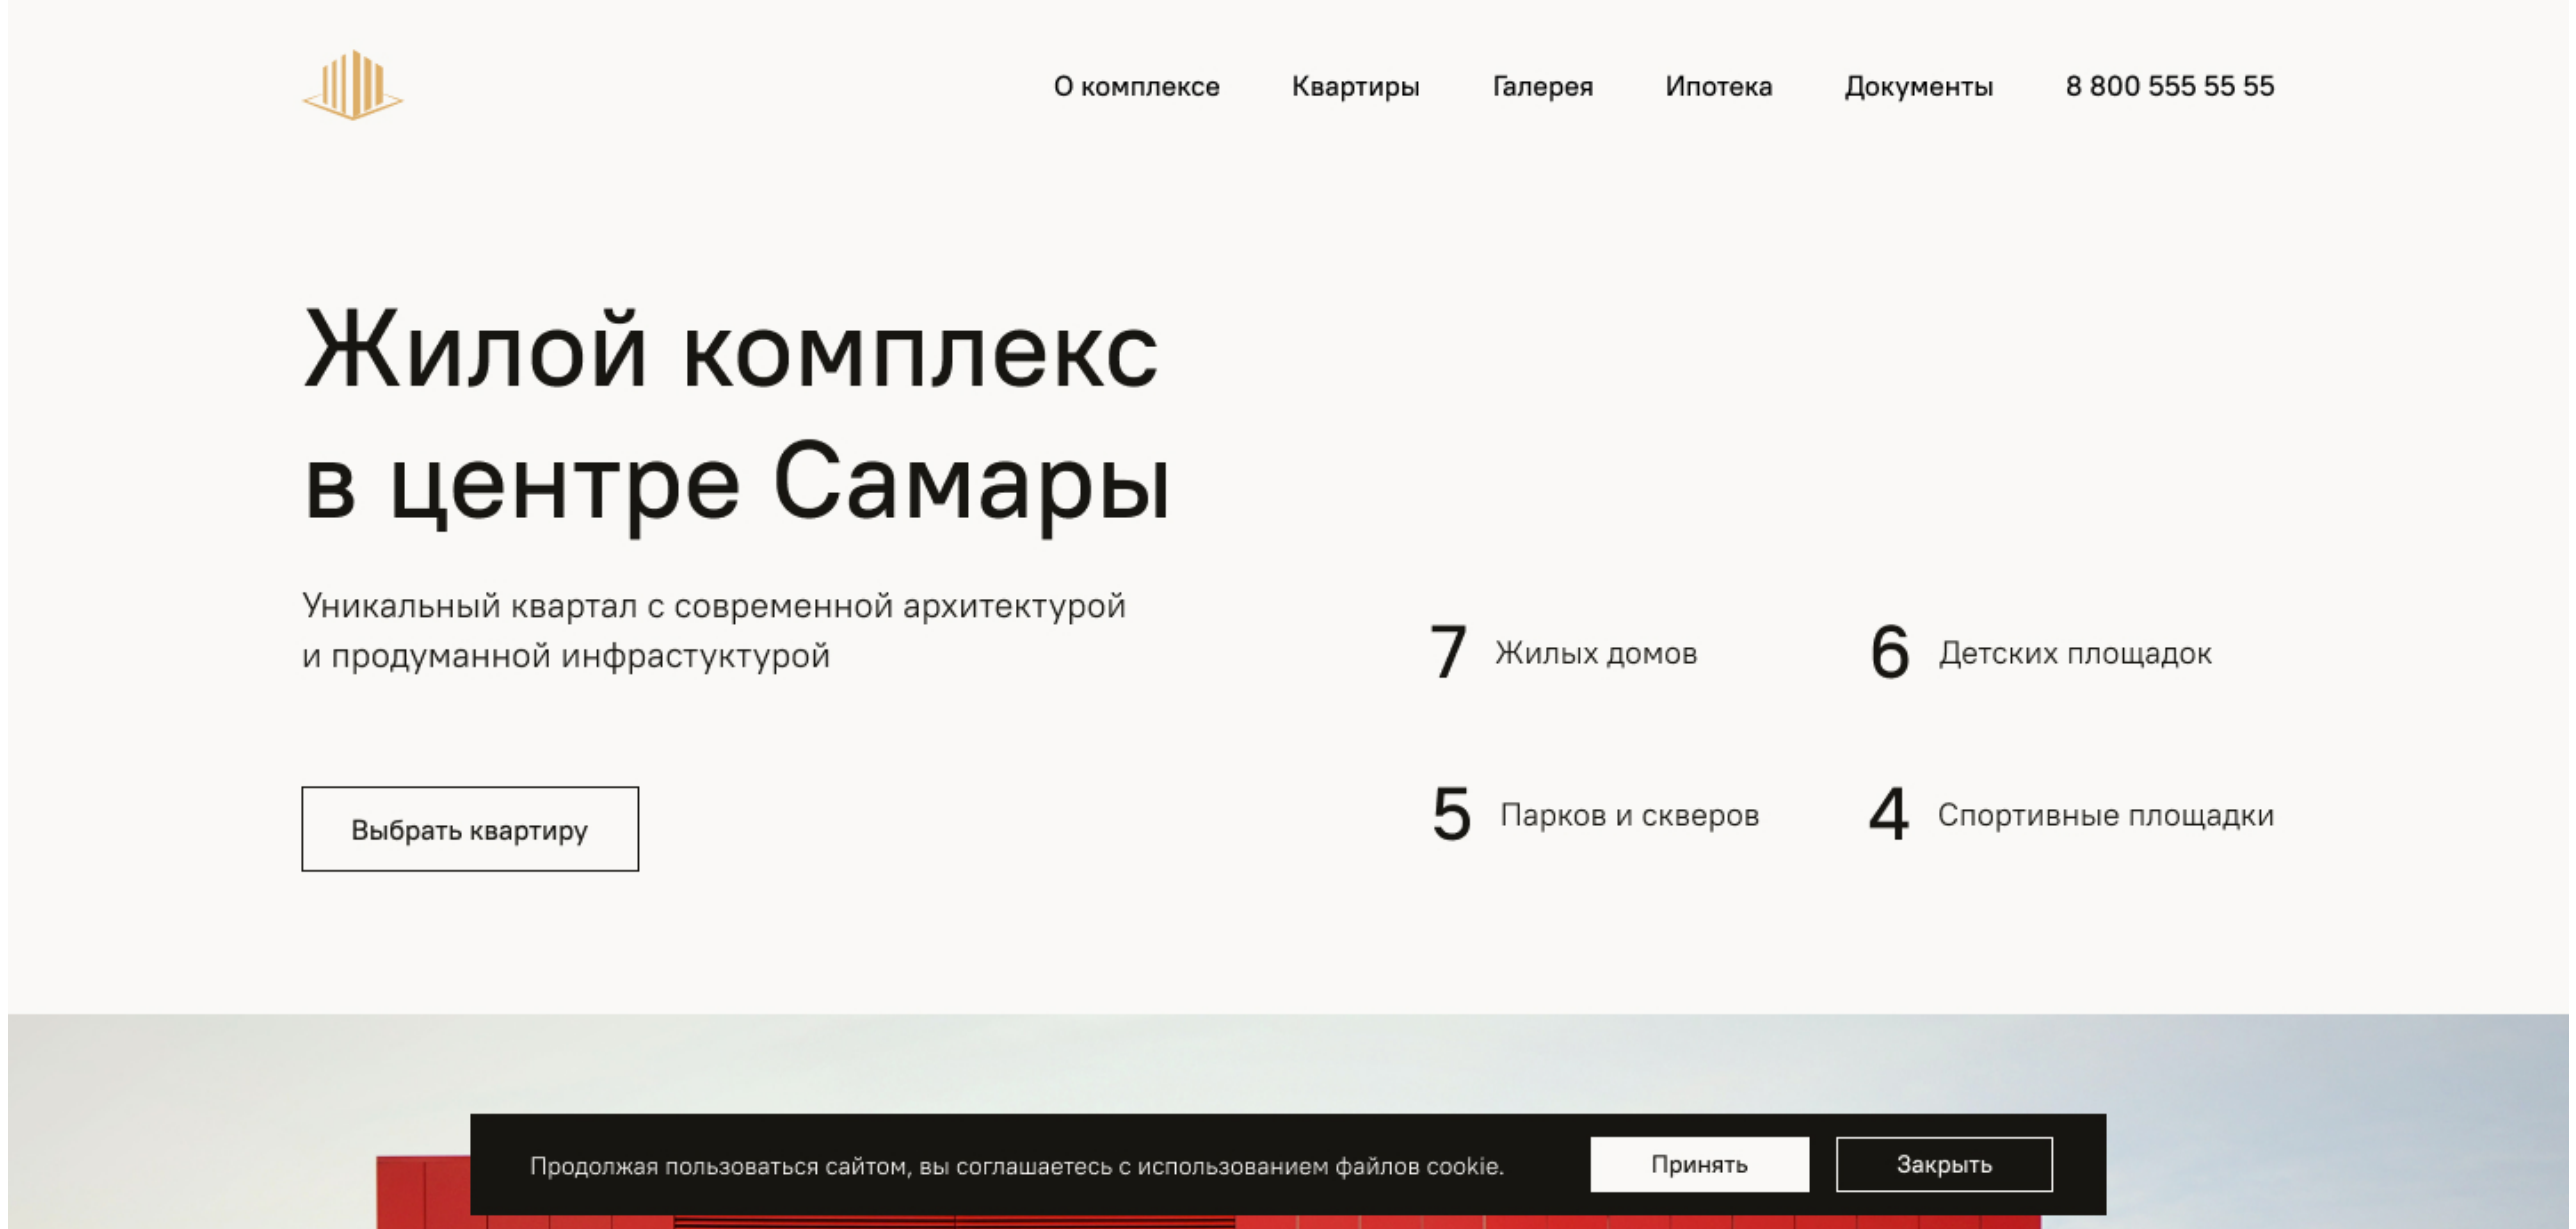 О комплексе Квартиры Галерея Ипотека Документы 8 800 555 55 55
Жилой комплекс
в центре Самары
Уникальный квартал с современной архитектурой
и продуманной инфрастуктурой
7 Жилых домов
6 Детских площадок
5 Парков и скверов
4 Спортивные площадки
Выбрать квартиру
Продолжая пользоваться сайтом, вы соглашаетесь с использованием файлов cookie.
Принять
Закрыть